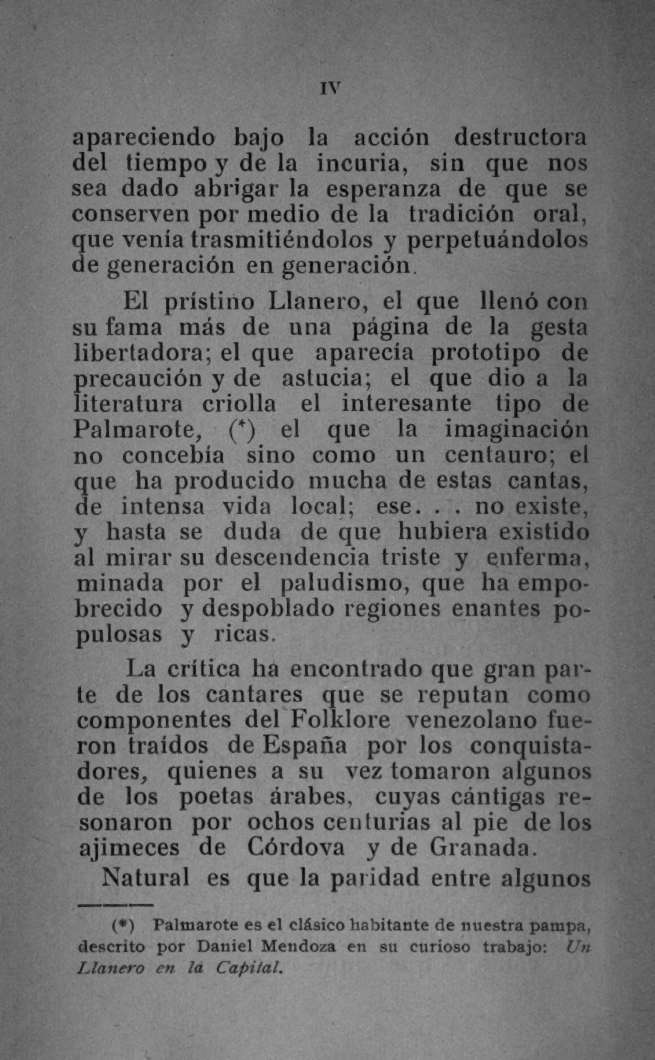 IV
apareciendo bajo la acción destructora
del tiempo y de la incuria, sin que nos
sea dado abrigar la esperanza de que se
conserven por medio de la tradición oral,
que venía trasmitiéndolos y perpetuándolos
de generación en generación.
El prístino Llanero, el que llenó con
su fama más de una página de la gesta
libertadora; el que aparecía prototipo de
precaución y de astucia; el que dio a la
literatura criolla el interesante tipo de
Palmarote, (*) el que la imaginación
no concebía sino como un centauro; el
que ha producido mucha de estas cantas,
de intensa vida local; ese. . . no existe,
y hasta se duda de que hubiera existido
al mirar su descendencia triste y enferma,
minada por el paludismo, que ha empo-
brecido y despoblado regiones enantes po-
pulosas y ricas.
La crítica ha encontrado que gran par-
te de los cantares que se reputan como
componentes del Folklore venezolano fue-
ron traídos de España por los conquista-
dores, quienes a su vez tomaron algunos
de los poetas árabes, cuyas cántigas re-
sonaron por ochos centurias al pie de los
ajimeces de Córdova y de Granada.
Natural es que la paridad entre algunos
(*) Palmarote es el clásico habitante de nuestra pampa,
descrito por Daniel Mendoza en su curioso trabajo: Un
Llanero en la Capital.